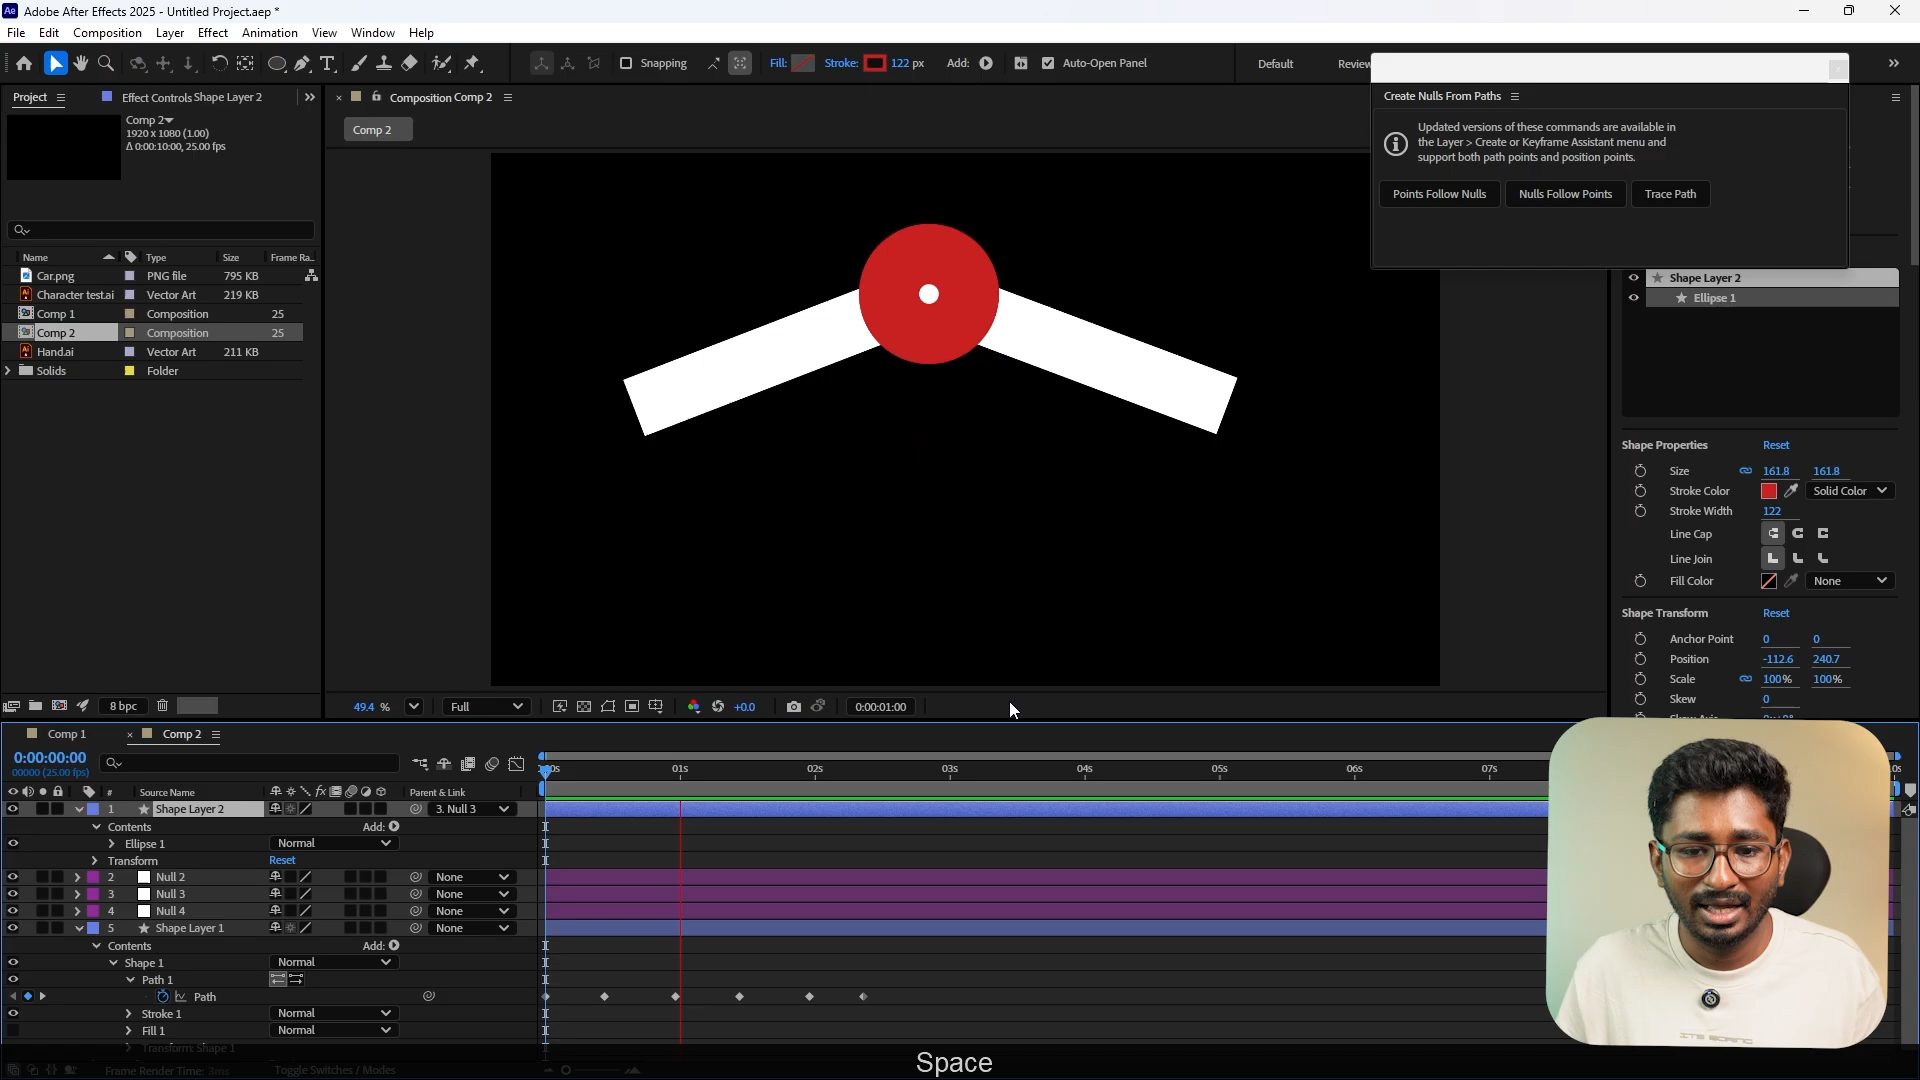 Adobe After Effects 2025 - Untitled Project.aep *
File Edit Composition Layer Effect Animation View Window Help
Snapping Fill: Stroke: 122 px Add: Auto-Open Panel Default Review
Project Effect Controls Shape Layer 2 Composition Comp 2
Comp 2
1920 x 1080 (1.00)
Δ 0:00:10:00, 25.00 fps
Comp 2
Create Nulls From Paths
Updated versions of these commands are available in
the Layer > Create or Keyframe Assistant menu and
support both path points and position points.
Points Follow Nulls Nulls Follow Points Trace Path
Name Type Size Frame Ra..
Car.png PNG file 795 KB
Character test.ai Vector Art 219 KB
Comp 1 Composition 25
Comp 2 Composition 25
Hand.ai Vector Art 211 KB
Solids Folder
Shape Layer 2
Ellipse 1
Shape Properties Reset
Size 161.8 161.8
Stroke Color Solid Color
Stroke Width 122
Line Cap
Line Join
Fill Color None
Shape Transform Reset
Anchor Point 0 0
Position -112.6 240.7
Scale 100% 100%
Skew 0
8 bpc
49.4 % Full +0.0 0:00:01:00
Comp 1 Comp 2
0:00:00:00
00000 (25.00 fps)
01s 02s 03s 04s 05s 06s 07s
# Source Name Parent & Link
1 Shape Layer 2 3. Null 3
Contents Add:
Ellipse 1 Normal
Transform Reset
2 Null 2 None
3 Null 3 None
4 Null 4 None
5 Shape Layer 1 None
Contents Add:
Shape 1 Normal
Path 1
Path
Stroke 1 Normal
Fill 1 Normal
Transform: Shape 1
Frame Render Time: 3ms Toggle Switches / Modes
Space